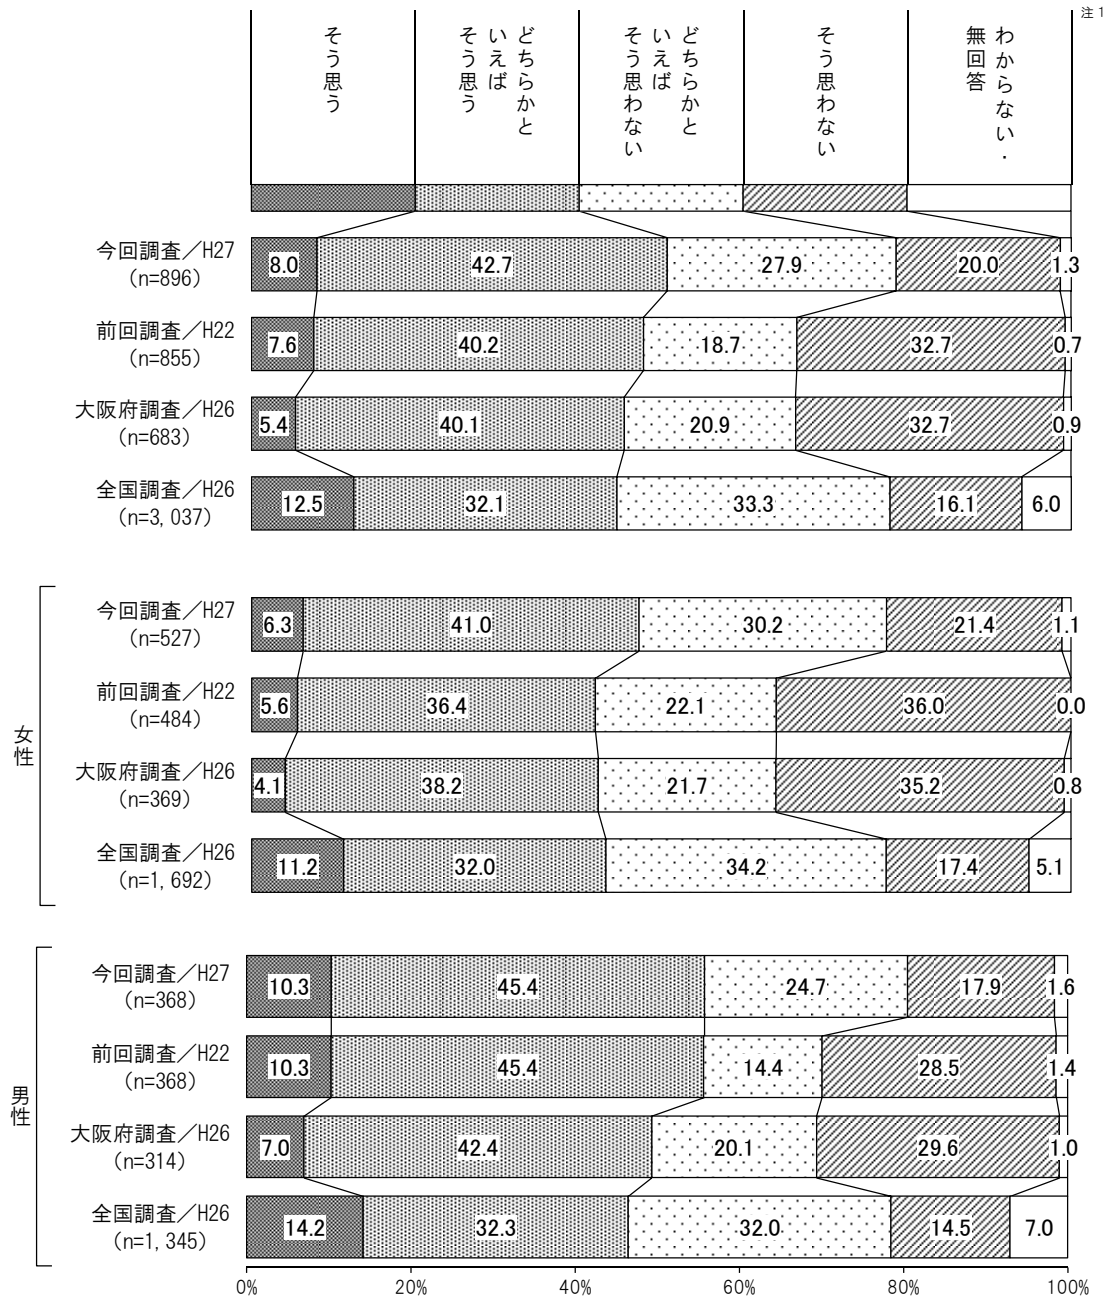 注1
そう思う
どちらかと
いえば
そう思う
どちらかと
いえば
そう思わない
そう思わない
わからない・
無回答
今回調査／H27
（n=896）
8.0 42.7 27.9 20.0 1.3
前回調査／H22
（n=855）
7.6 40.2 18.7 32.7 0.7
大阪府調査／H26
（n=683）
5.4 40.1 20.9 32.7 0.9
全国調査／H26
（n=3,037）
12.5 32.1 33.3 16.1 6.0
女性
今回調査／H27
（n=527）
6.3 41.0 30.2 21.4 1.1
前回調査／H22
（n=484）
5.6 36.4 22.1 36.0 0.0
大阪府調査／H26
（n=369）
4.1 38.2 21.7 35.2 0.8
全国調査／H26
（n=1,692）
11.2 32.0 34.2 17.4 5.1
男性
今回調査／H27
（n=368）
10.3 45.4 24.7 17.9 1.6
前回調査／H22
（n=368）
10.3 45.4 14.4 28.5 1.4
大阪府調査／H26
（n=314）
7.0 42.4 20.1 29.6 1.0
全国調査／H26
（n=1,345）
14.2 32.3 32.0 14.5 7.0
0% 20% 40% 60% 80% 100%